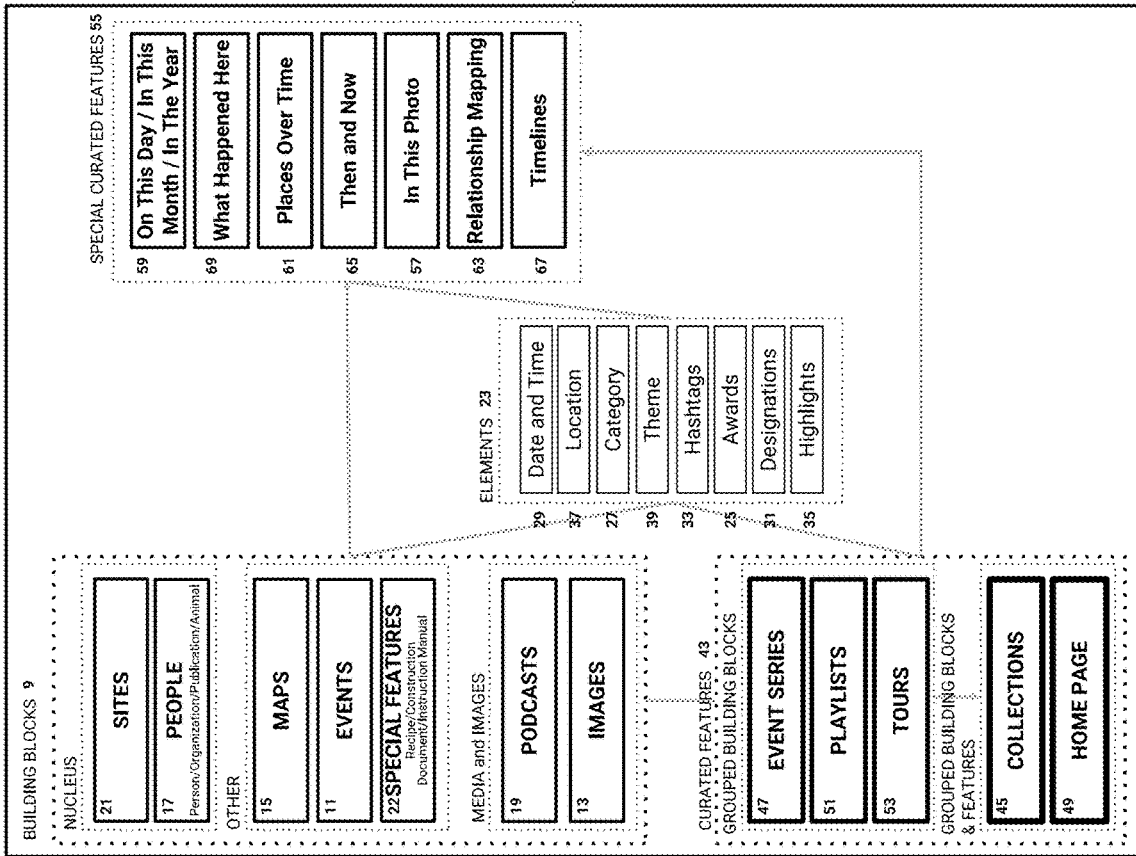 BUILDING BLOCKS 9
NUCLEUS
21
SITES
17
PEOPLE
Person/Organization/Publication/Animal
OTHER
15
MAPS
11
EVENTS
22 SPECIAL FEATURES
Recipe/Construction
Document/Instruction Manual
MEDIA and IMAGES
19
PODCASTS
13
IMAGES
CURATED FEATURES 43
GROUPED BUILDING BLOCKS
47
EVENT SERIES
51
PLAYLISTS
53
TOURS
GROUPED BUILDING BLOCKS
& FEATURES
45
COLLECTIONS
49
HOME PAGE
ELEMENTS 23
29
Date and Time
37
Location
27
Category
39
Theme
33
Hashtags
25
Awards
31
Designations
35
Highlights
SPECIAL CURATED FEATURES 55
59
On This Day / In This
Month / In The Year
69
What Happened Here
61
Places Over Time
65
Then and Now
57
In This Photo
63
Relationship Mapping
67
Timelines